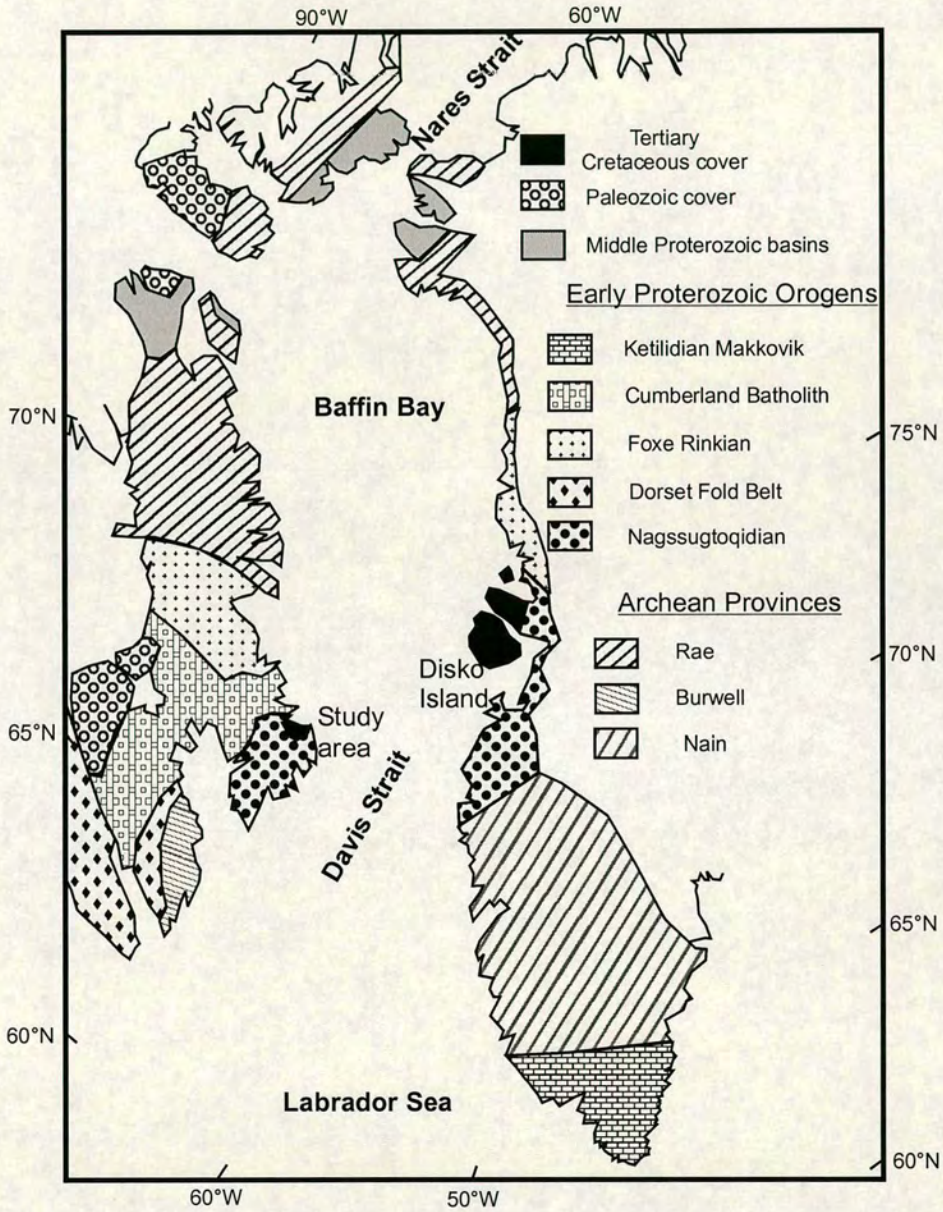 90°W
60°W
Nares Strait
Tertiary
Cretaceous cover
Paleozoic cover
Middle Proterozoic basins
Early Proterozoic Orogens
Ketilidian Makkovik
Cumberland Batholith
Foxe Rinkian
Dorset Fold Belt
Nagssugtoqidian
Archean Provinces
Rae
Burwell
Nain
70°N
Baffin Bay
75°N
Disko
Island
70°N
65°N
Study
area
Davis Strait
65°N
60°N
Labrador Sea
60°N
60°W
50°W